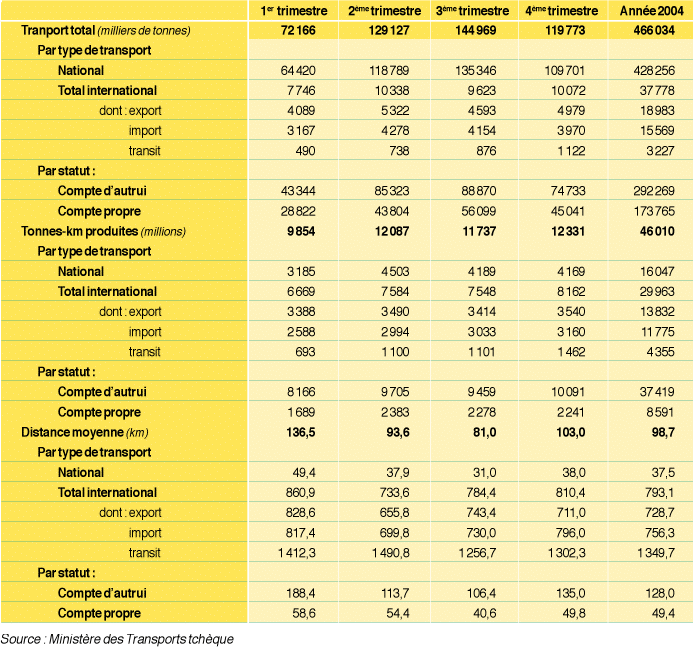 1er trimestre 2ème trimestre 3ème trimestre 4ème trimestre Année 2004
Tranport total (milliers de tonnes) 72 166 129 127 144 969 119 773 466 034
Par type de transport
National 64 420 118 789 135 346 109 701 428 256
Total international 7 746 10 338 9 623 10 072 37 778
dont : export 4 089 5 322 4 593 4 979 18 983
import 3 167 4 278 4 154 3 970 15 569
transit 490 738 876 1 122 3 227
Par statut :
Compte d'autrui 43 344 85 323 88 870 74 733 292 269
Compte propre 28 822 43 804 56 099 45 041 173 765
Tonnes-km produites (millions) 9 854 12 087 11 737 12 331 46 010
Par type de transport
National 3 185 4 503 4 189 4 169 16 047
Total international 6 669 7 584 7 548 8 162 29 963
dont : export 3 388 3 490 3 414 3 540 13 832
import 2 588 2 994 3 033 3 160 11 775
transit 693 1 100 1 101 1 462 4 355
Par statut :
Compte d'autrui 8 166 9 705 9 459 10 091 37 419
Compte propre 1 689 2 383 2 278 2 241 8 591
Distance moyenne (km) 136,5 93,6 81,0 103,0 98,7
Par type de transport
National 49,4 37,9 31,0 38,0 37,5
Total international 860,9 733,6 784,4 810,4 793,1
dont : export 828,6 655,8 743,4 711,0 728,7
import 817,4 699,8 730,0 796,0 756,3
transit 1 412,3 1 490,8 1 256,7 1 302,3 1 349,7
Par statut :
Compte d'autrui 188,4 113,7 106,4 135,0 128,0
Compte propre 58,6 54,4 40,6 49,8 49,4
Source : Ministère des Transports tchèque